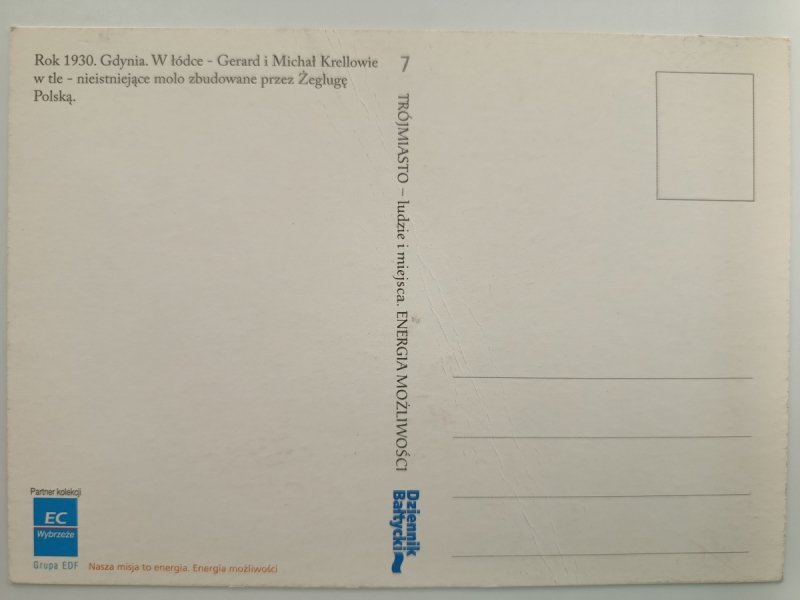 Rok 1930. Gdynia. W łódce - Gerard i Michał Krellowie
w tle - nieistniejące molo zbudowane przez Żeglugę
Polską.
7
TRÓJMIASTO – ludzie i miejsca. ENERGIA MOŻLIWOŚCI
Dziennik
Bałtycki
Partner kolekcji
EC
Wybrzeże
Grupa EDF
Nasza misja to energia. Energia możliwości